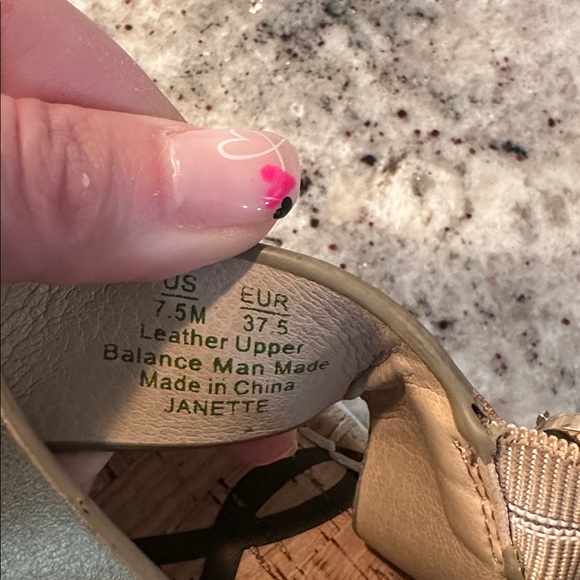 US EUR
7.5M 37.5
Leather Upper
Balance Man Made
Made in China
JANETTE